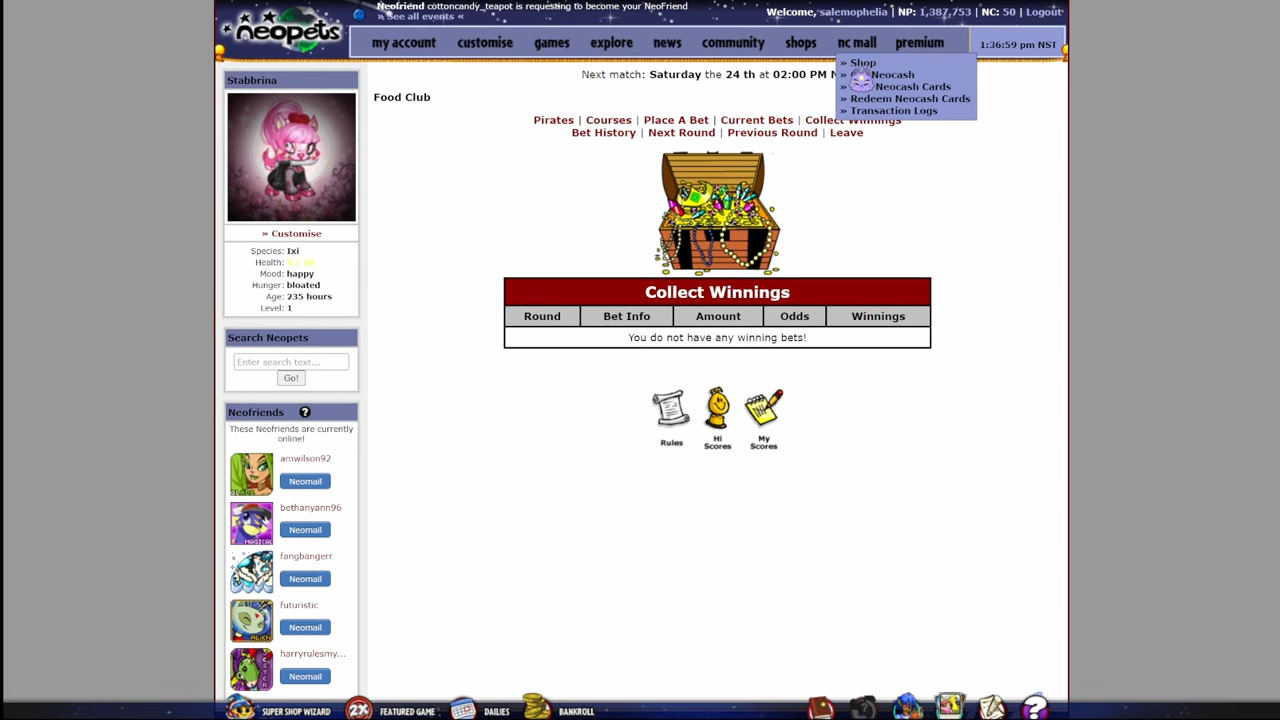 Neofriend cottoncandy_teapot is requesting to become your NeoFriend
» See all events «
Welcome, salemophelia | NP: 1,387,753 | NC: 50 | Logout
neopets
my account customise games explore news community shops nc mall premium
1:36:59 pm NST
» Shop
Neocash
» Neocash Cards
» Redeem Neocash Cards
» Transaction Logs
Stabbrina
» Customise
Species: Ixi
Health:
Mood: happy
Hunger: bloated
Age: 235 hours
Level: 1
Search Neopets
Enter search text...
Go!
Neofriends ?
These Neofriends are currently
online!
amwilson92
Neomail
bethanyann96
MAGICAL
Neomail
fangbangerr
Neomail
futuristic
ALIEN
Neomail
harryrulesmy...
Neomail
Next match: Saturday the 24 th at 02:00 PM
Food Club
Pirates | Courses | Place A Bet | Current Bets | Collect Winnings
Bet History | Next Round | Previous Round | Leave
Collect Winnings
Round Bet Info Amount Odds Winnings
You do not have any winning bets!
Rules
Hi
Scores
My
Scores
SUPER SHOP WIZARD 2X FEATURED GAME DAILIES BANKROLL